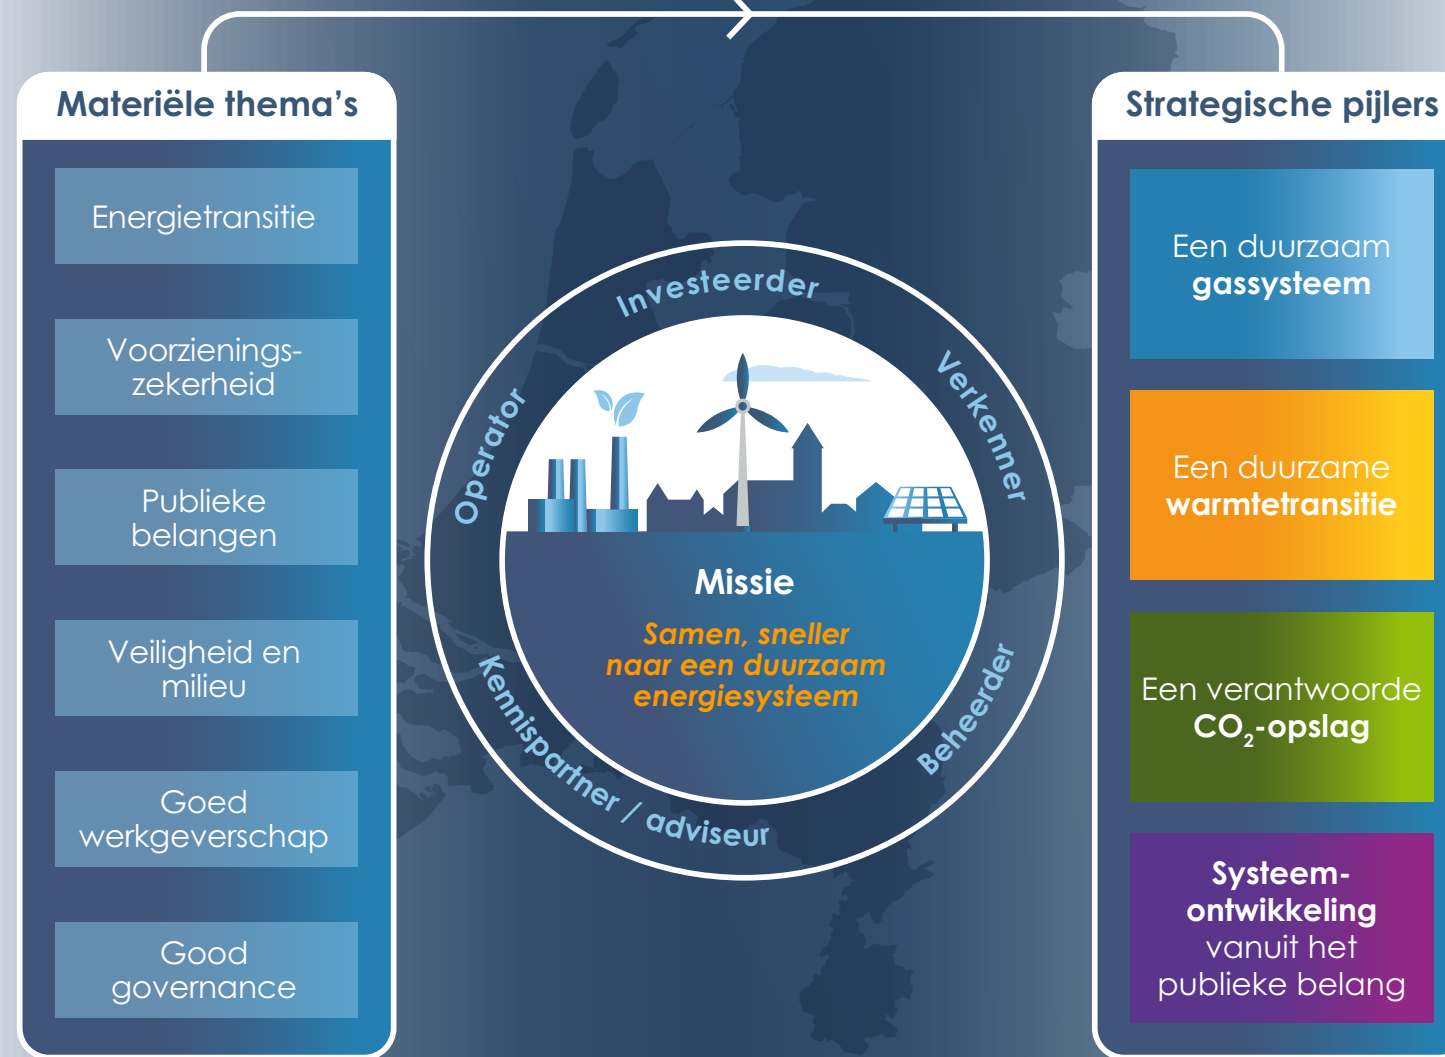 Materiële thema's
Energietransitie
Voorzienings-
zekerheid
Publieke
belangen
Veiligheid en
milieu
Goed
werkgeverschap
Good
governance
Investeerder
Verkenner
Beheerder
Kennispartner / adviseur
Operator
Missie
Samen, sneller
naar een duurzaam
energiesysteem
Strategische pijlers
Een duurzaam
gassysteem
Een duurzame
warmtetransitie
Een verantwoorde
CO₂-opslag
Systeem-
ontwikkeling
vanuit het
publieke belang